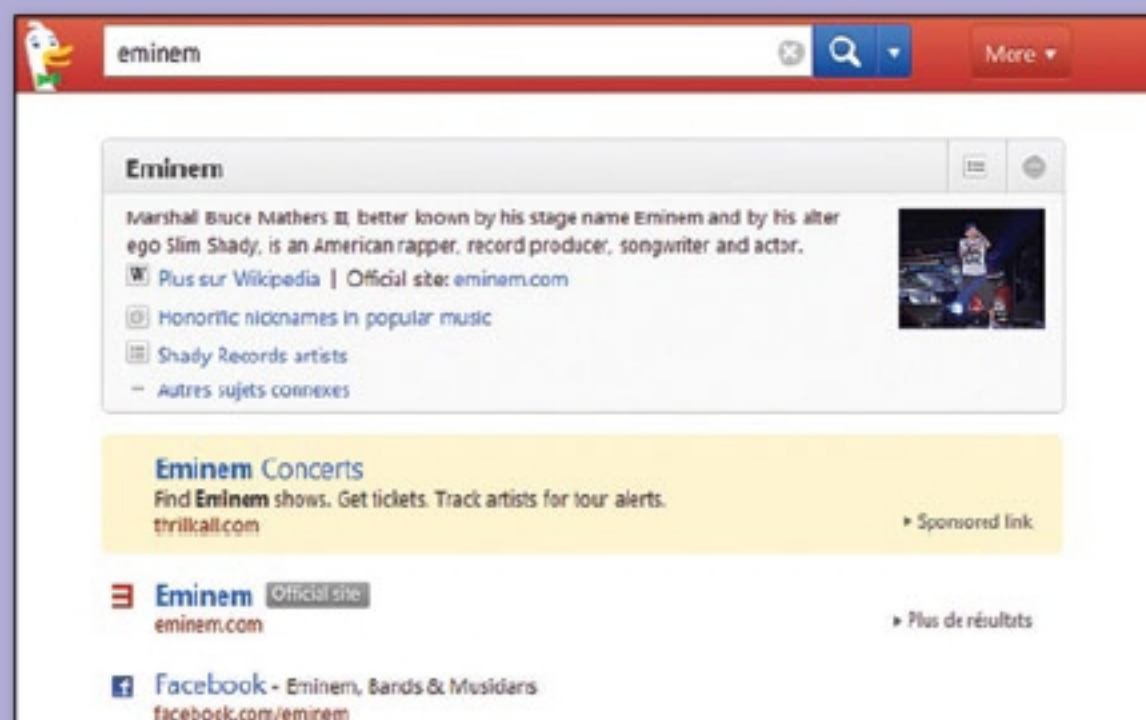 eminem
More
Eminem
Marshall Bruce Mathers III, better known by his stage name Eminem and by his alter
ego Slim Shady, is an American rapper, record producer, songwriter and actor.
W Plus sur Wikipedia | Official site: eminem.com
Honorific nicknames in popular music
Shady Records artists
Autres sujets connexes
Eminem Concerts
Find Eminem shows. Get tickets. Track artists for tour alerts.
thrillcall.com
Sponsored link
Eminem Official site
eminem.com
Plus de résultats
Facebook - Eminem, Bands & Musicians
facebook.com/eminem